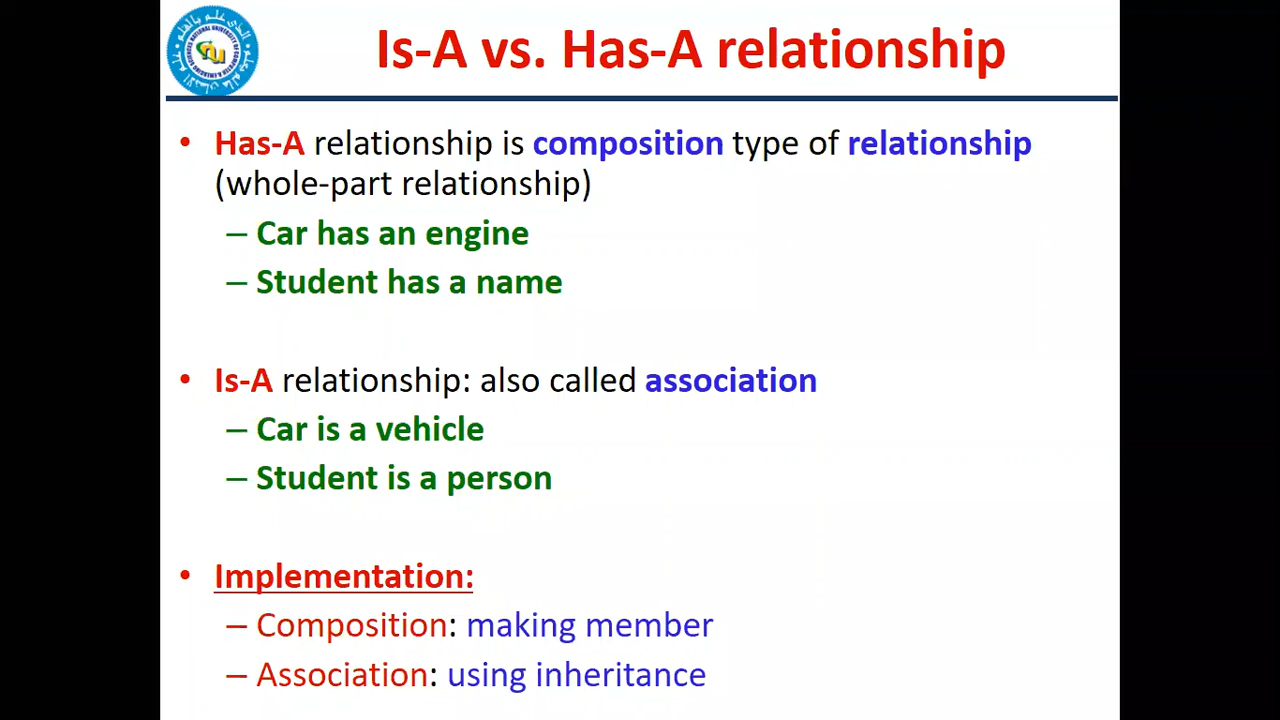 Is-A vs. Has-A relationship
• Has-A relationship is composition type of relationship
(whole-part relationship)
– Car has an engine
– Student has a name
• Is-A relationship: also called association
– Car is a vehicle
– Student is a person
• Implementation:
– Composition: making member
– Association: using inheritance